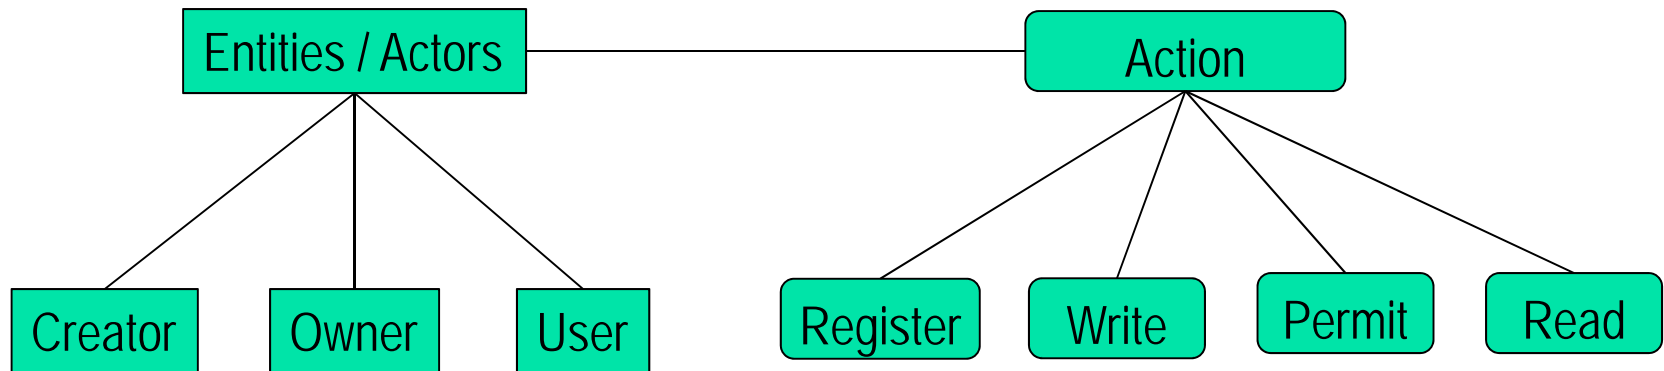 Entities / Actors
Action
Creator
Owner
User
Register
Write
Permit
Read